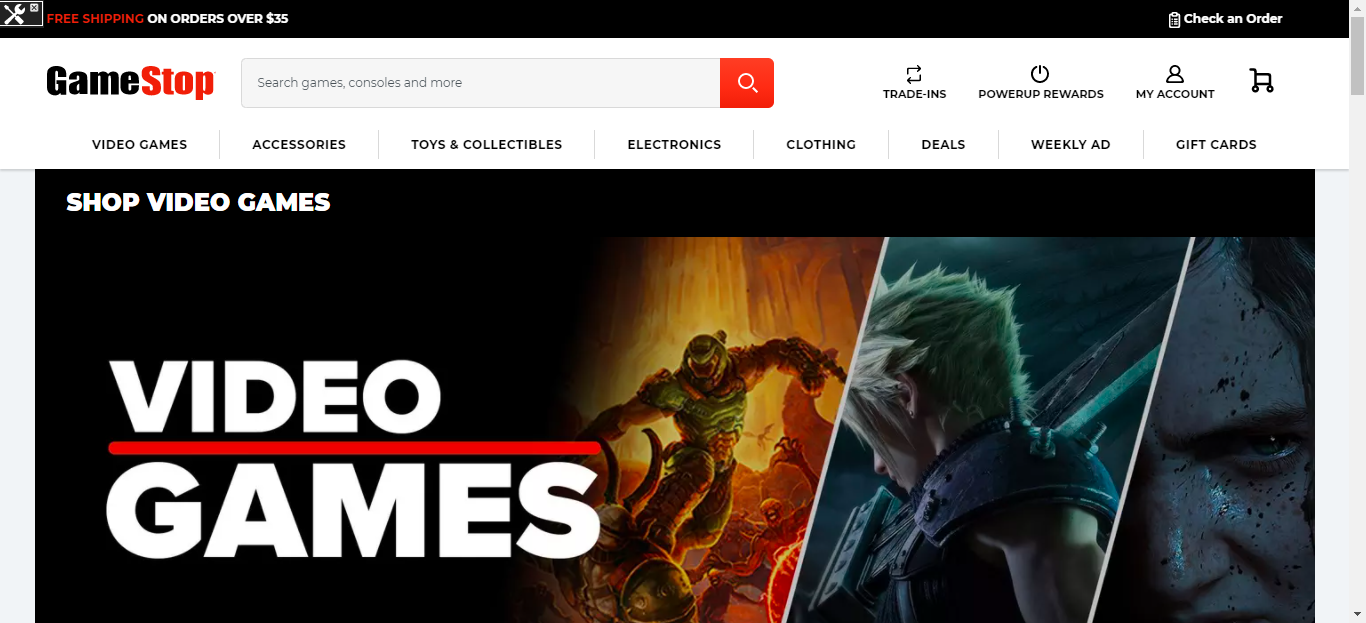 FREE SHIPPING ON ORDERS OVER $35
Check an Order
GameStop
Search games, consoles and more
TRADE-INS
POWERUP REWARDS
MY ACCOUNT
VIDEO GAMES
ACCESSORIES
TOYS & COLLECTIBLES
ELECTRONICS
CLOTHING
DEALS
WEEKLY AD
GIFT CARDS
SHOP VIDEO GAMES
VIDEO
GAMES